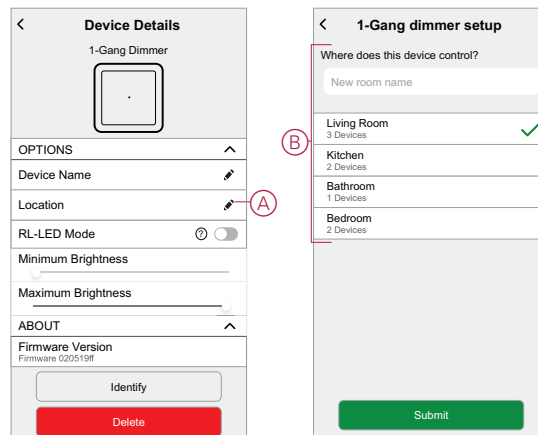 Device Details
1-Gang Dimmer
OPTIONS
Device Name
Location
A
RL-LED Mode
?
Minimum Brightness
Maximum Brightness
ABOUT
Firmware Version
Firmware 020519ff
Identify
Delete
1-Gang dimmer setup
Where does this device control?
New room name
B
Living Room
3 Devices
Kitchen
2 Devices
Bathroom
1 Devices
Bedroom
2 Devices
Submit